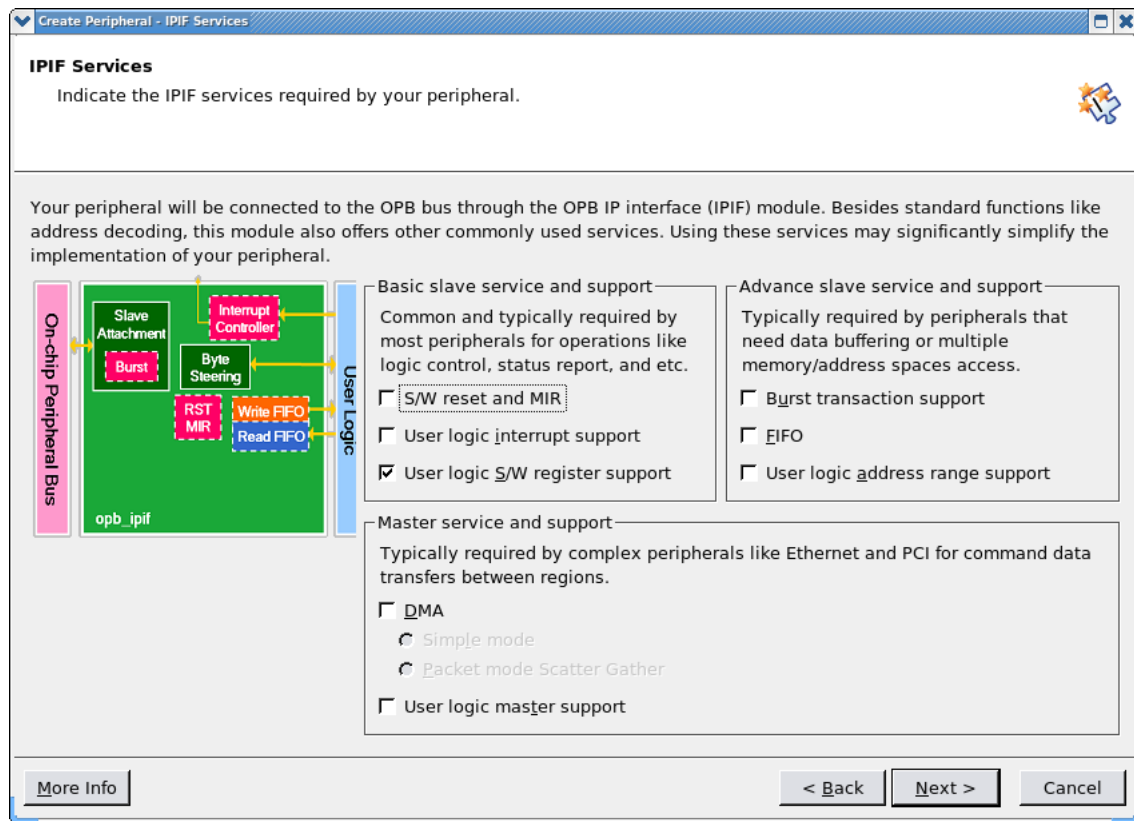 Create Peripheral - IPIF Services
IPIF Services
Indicate the IPIF services required by your peripheral.
Your peripheral will be connected to the OPB bus through the OPB IP interface (IPIF) module. Besides standard functions like
address decoding, this module also offers other commonly used services. Using these services may significantly simplify the
implementation of your peripheral.
On-chip Peripheral Bus
Slave
Attachment
Burst
Interrupt
Controller
Byte
Steering
RST
MIR
Write FIFO
Read FIFO
opb_ipif
User Logic
Basic slave service and support
Common and typically required by
most peripherals for operations like
logic control, status report, and etc.
S/W reset and MIR
User logic interrupt support
User logic S/W register support
Advance slave service and support
Typically required by peripherals that
need data buffering or multiple
memory/address spaces access.
Burst transaction support
FIFO
User logic address range support
Master service and support
Typically required by complex peripherals like Ethernet and PCI for command data
transfers between regions.
DMA
Simple mode
Packet mode Scatter Gather
User logic master support
More Info
< Back
Next >
Cancel